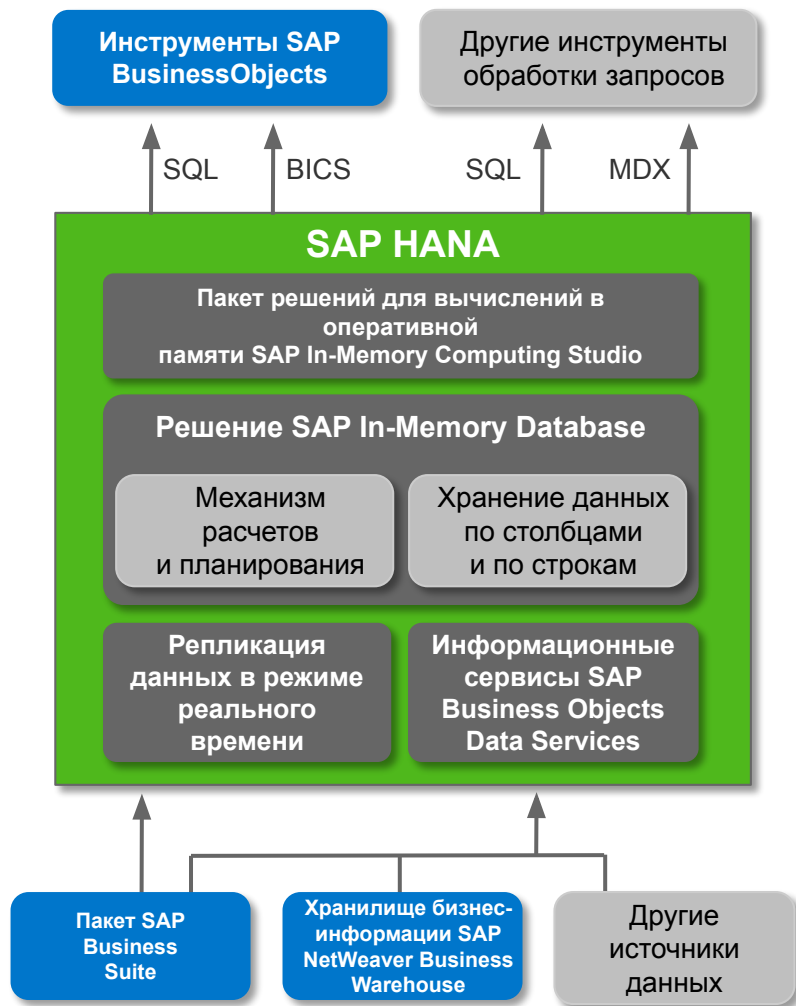 Инструменты SAP
BusinessObjects
Другие инструменты
обработки запросов
SQL
BICS
SQL
MDX
SAP HANA
Пакет решений для вычислений в
оперативной
памяти SAP In-Memory Computing Studio
Решение SAP In-Memory Database
Механизм
расчетов
и планирования
Хранение данных
по столбцами
и по строкам
Репликация
данных в режиме
реального
времени
Информационные
сервисы SAP
Business Objects
Data Services
Пакет SAP
Business
Suite
Хранилище бизнес-
информации SAP
NetWeaver Business
Warehouse
Другие
источники
данных